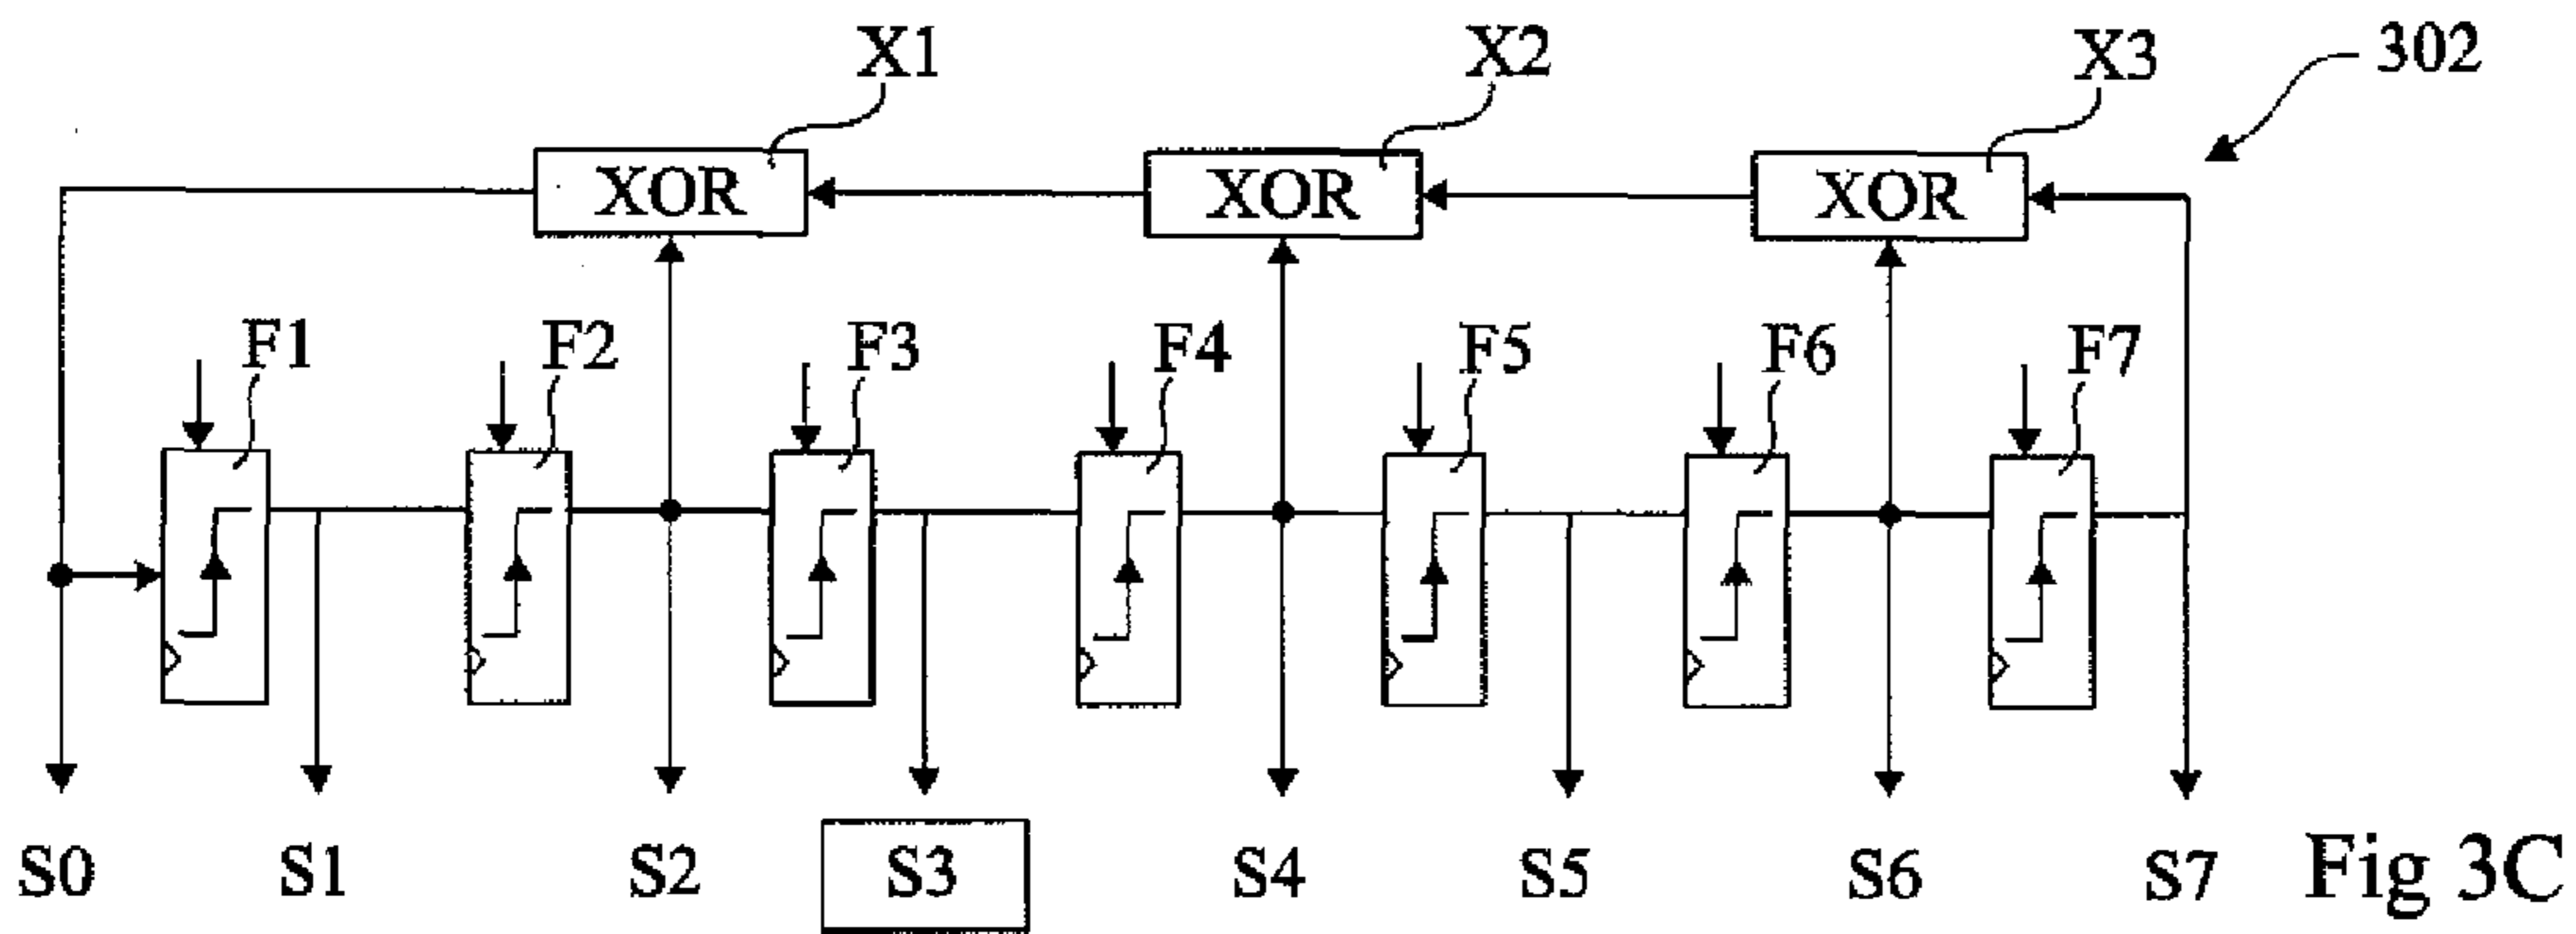 X1 X2 X3 302
XOR XOR XOR
F1 F2 F3 F4 F5 F6 F7
S0 S1 S2 S3 S4 S5 S6 S7 Fig 3C